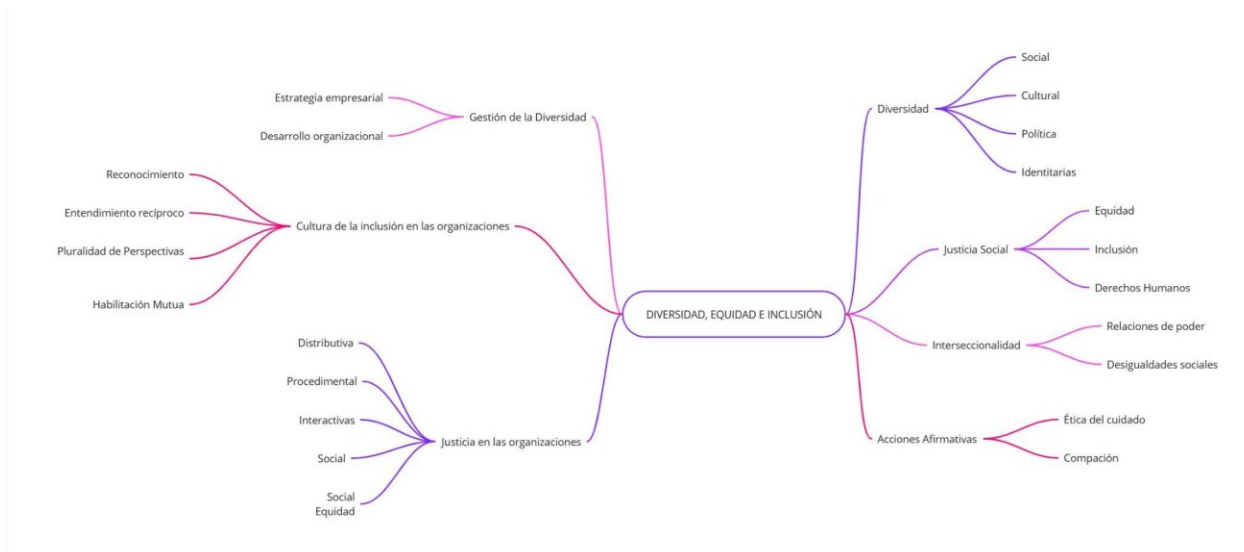 DIVERSIDAD, EQUIDAD E INCLUSIÓN
Diversidad
Social
Cultural
Política
Identitarias
Justicia Social
Equidad
Inclusión
Derechos Humanos
Interseccionalidad
Relaciones de poder
Desigualdades sociales
Acciones Afirmativas
Ética del cuidado
Compación
Gestión de la Diversidad
Estrategia empresarial
Desarrollo organizacional
Cultura de la inclusión en las organizaciones
Reconocimiento
Entendimiento recíproco
Pluralidad de Perspectivas
Habilitación Mutua
Justicia en las organizaciones
Distributiva
Procedimental
Interactivas
Social
Social
Equidad